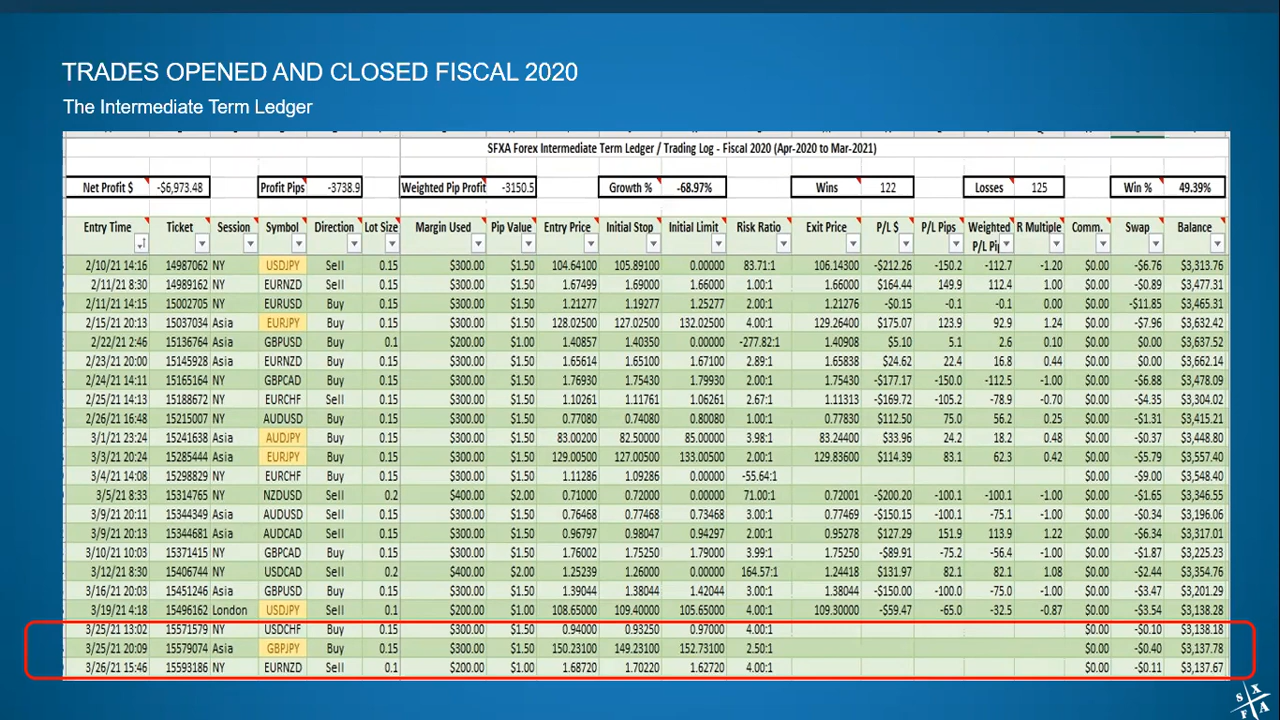 TRADES OPENED AND CLOSED FISCAL 2020
The Intermediate Term Ledger
SFXA Forex Intermediate Term Ledger / Trading Log - Fiscal 2020 (Apr-2020 to Mar-2021)
Net Profit $ -$6,973.48 Profit Pips -3738.9 Weighted Pip Profit -3150.5 Growth % -68.97% Wins 122 Losses 125 Win % 49.39%
Entry Time Ticket Session Symbol Direction Lot Size Margin Used Pip Value Entry Price Initial Stop Initial Limit Risk Ratio Exit Price P/L $ P/L Pips Weighted P/L Pip R Multiple Comm. Swap Balance
2/10/21 14:16 14987062 NY USDJPY Sell 0.15 $300.00 $1.50 104.64100 105.89100 0.00000 83.71:1 106.14300 -$212.26 -150.2 -112.7 -1.20 $0.00 -$6.76 $3,313.76
2/11/21 8:30 14989162 NY EURNZD Sell 0.15 $300.00 $1.50 1.67499 1.69000 1.66000 1.00:1 1.66000 $164.44 149.9 112.4 1.00 $0.00 -$0.89 $3,477.31
2/11/21 14:15 15002705 NY EURUSD Buy 0.15 $300.00 $1.50 1.21277 1.19277 1.25277 2.00:1 1.21276 -$0.15 -0.1 -0.1 0.00 $0.00 -$11.85 $3,465.31
2/15/21 20:13 15037034 Asia EURJPY Buy 0.15 $300.00 $1.50 128.02500 127.02500 132.02500 4.00:1 129.26400 $175.07 123.9 92.9 1.24 $0.00 -$7.96 $3,632.42
2/22/21 2:46 15136764 Asia GBPUSD Buy 0.1 $200.00 $1.00 1.40857 1.40350 0.00000 -277.82:1 1.40908 $5.10 5.1 2.6 0.10 $0.00 $0.00 $3,637.52
2/23/21 20:00 15145928 Asia EURNZD Buy 0.15 $300.00 $1.50 1.65614 1.65100 1.67100 2.89:1 1.65838 $24.62 22.4 16.8 0.44 $0.00 $0.00 $3,662.14
2/24/21 14:11 15165164 NY GBPCAD Buy 0.15 $300.00 $1.50 1.76930 1.75430 1.79930 2.00:1 1.75430 -$177.17 -150.0 -112.5 -1.00 $0.00 -$6.88 $3,478.09
2/25/21 14:13 15188672 NY EURCHF Sell 0.15 $300.00 $1.50 1.10261 1.11761 1.06261 2.67:1 1.11313 -$169.72 -105.2 -78.9 -0.70 $0.00 -$4.35 $3,304.02
2/26/21 16:48 15215007 NY AUDUSD Buy 0.15 $300.00 $1.50 0.77080 0.74080 0.80080 1.00:1 0.77830 $112.50 75.0 56.2 0.25 $0.00 -$1.31 $3,415.21
3/1/21 23:24 15241638 Asia AUDJPY Buy 0.15 $300.00 $1.50 83.00200 82.50000 85.00000 3.98:1 83.24400 $33.96 24.2 18.2 0.48 $0.00 -$0.37 $3,448.80
3/3/21 20:24 15285444 Asia EURJPY Buy 0.15 $300.00 $1.50 129.00500 127.00500 133.00500 2.00:1 129.83600 $114.39 83.1 62.3 0.42 $0.00 -$5.79 $3,557.40
3/4/21 14:08 15298829 NY EURCHF Buy 0.15 $300.00 $1.50 1.11286 1.09286 0.00000 -55.64:1 $0.00 -$9.00 $3,548.40
3/5/21 8:33 15314765 NY NZDUSD Sell 0.2 $400.00 $2.00 0.71000 0.72000 0.00000 71.00:1 0.72001 -$200.20 -100.1 -100.1 -1.00 $0.00 -$1.65 $3,346.55
3/9/21 20:11 15344349 Asia AUDUSD Sell 0.15 $300.00 $1.50 0.76468 0.77468 0.73468 3.00:1 0.77469 -$150.15 -100.1 -75.1 -1.00 $0.00 -$0.34 $3,196.06
3/9/21 20:13 15344681 Asia AUDCAD Sell 0.15 $300.00 $1.50 0.96797 0.98047 0.94297 2.00:1 0.95278 $127.29 151.9 113.9 1.22 $0.00 -$6.34 $3,317.01
3/10/21 10:03 15371415 NY GBPCAD Buy 0.15 $300.00 $1.50 1.76002 1.75250 1.79000 3.99:1 1.75250 -$89.91 -75.2 -56.4 -1.00 $0.00 -$1.87 $3,225.23
3/12/21 8:30 15406744 NY USDCAD Sell 0.2 $400.00 $2.00 1.25239 1.26000 0.00000 164.57:1 1.24418 $131.97 82.1 82.1 1.08 $0.00 -$2.44 $3,354.76
3/16/21 20:03 15451246 Asia GBPUSD Buy 0.15 $300.00 $1.50 1.39044 1.38044 1.42044 3.00:1 1.38044 -$150.00 -100.0 -75.0 -1.00 $0.00 -$3.47 $3,201.29
3/19/21 4:18 15496162 London USDJPY Sell 0.1 $200.00 $1.00 108.65000 109.40000 105.65000 4.00:1 109.30000 -$59.47 -65.0 -32.5 -0.87 $0.00 -$3.54 $3,138.28
3/25/21 13:02 15571579 NY USDCHF Buy 0.15 $300.00 $1.50 0.94000 0.93250 0.97000 4.00:1 $0.00 -$0.10 $3,138.18
3/25/21 20:09 15579074 Asia GBPJPY Buy 0.15 $300.00 $1.50 150.23100 149.23100 152.73100 2.50:1 $0.00 -$0.40 $3,137.78
3/26/21 15:46 15593186 NY EURNZD Sell 0.1 $200.00 $1.00 1.68720 1.70220 1.62720 4.00:1 $0.00 -$0.11 $3,137.67
S X
F A